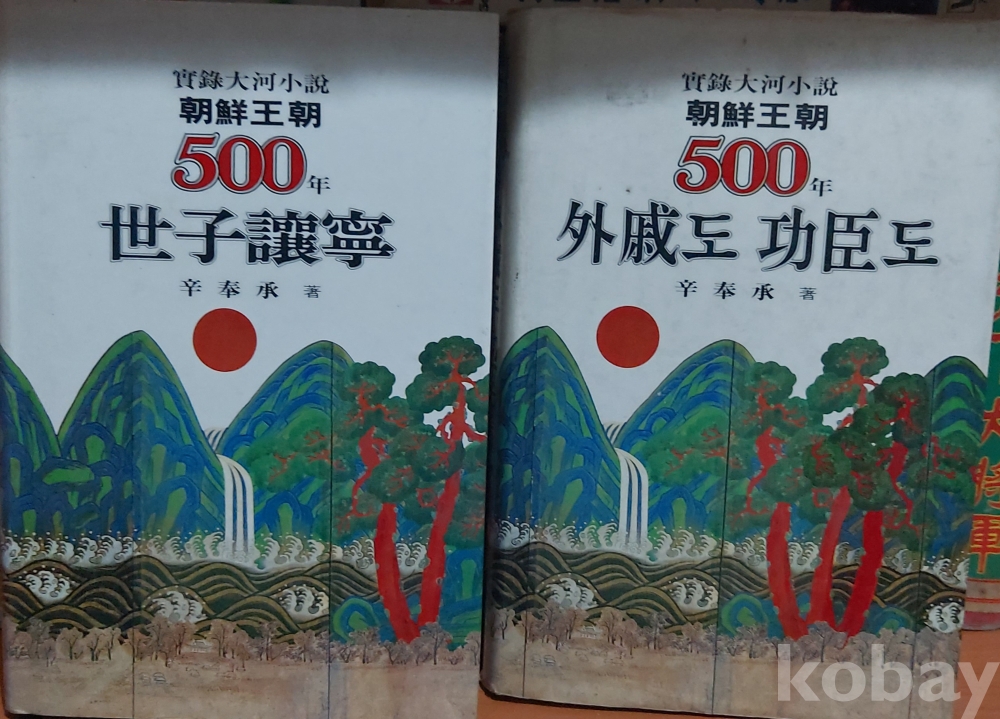 實錄大河小說
朝鮮王朝
500年
世子讓寧
辛奉承 著
實錄大河小說
朝鮮王朝
500年
外戚도 功臣도
辛奉承 著
軍
kobay